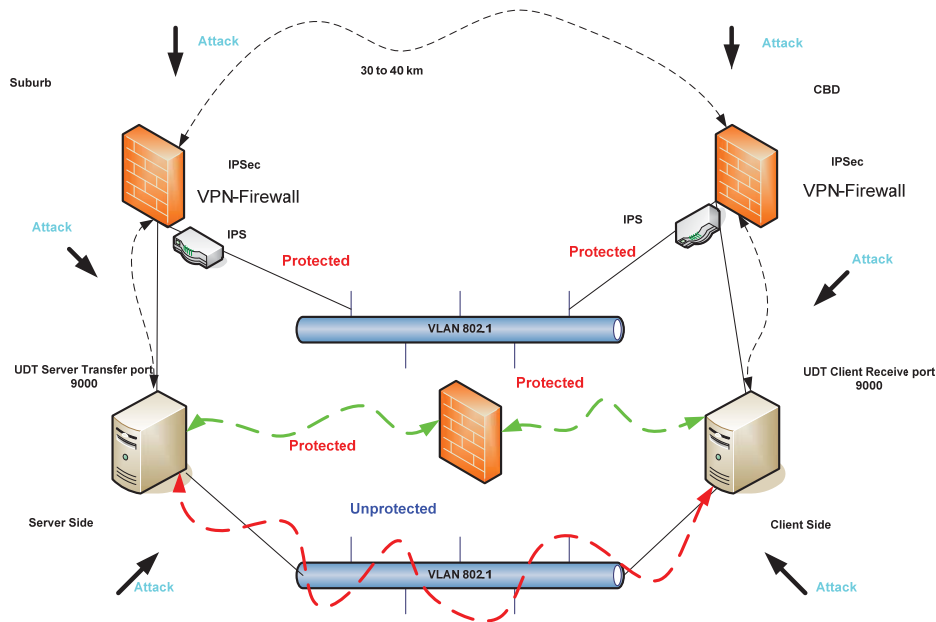 Attack
Attack
30 to 40 km
Suburb
CBD
IPSec
VPN-Firewall
IPSec
VPN-Firewall
Attack
IPS
IPS
Protected
Protected
Attack
VLAN 802.1
UDT Server Transfer port
9000
UDT Client Receive port
9000
Protected
Protected
Unprotected
Server Side
Client Side
VLAN 802.1
Attack
Attack